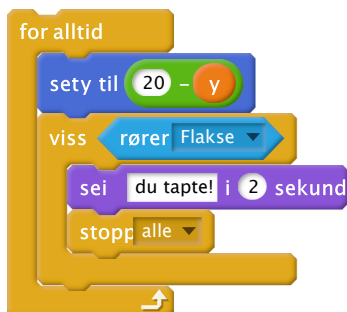 for alltid
sety til 20 - y
viss rører Flakse
sei du tapte! i 2 sekund
stopp alle